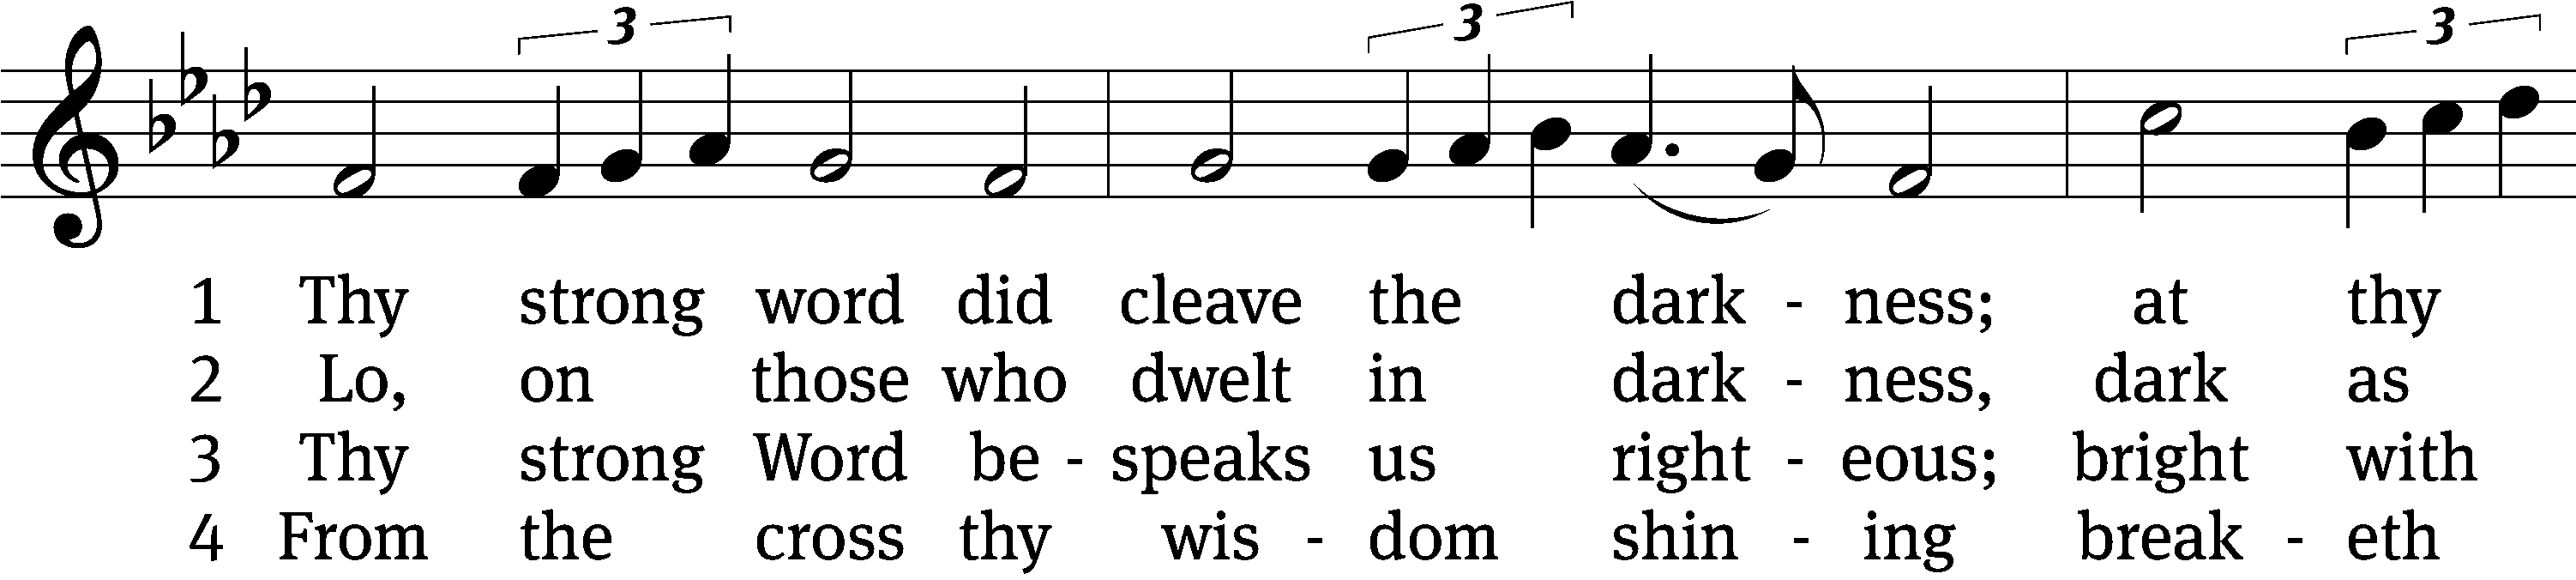 3 3 3
1 Thy strong word did cleave the dark - ness; at thy
2 Lo, on those who dwelt in dark - ness, dark as
3 Thy strong Word be - speaks us right - eous; bright with
4 From the cross thy wis - dom shin - ing break - eth